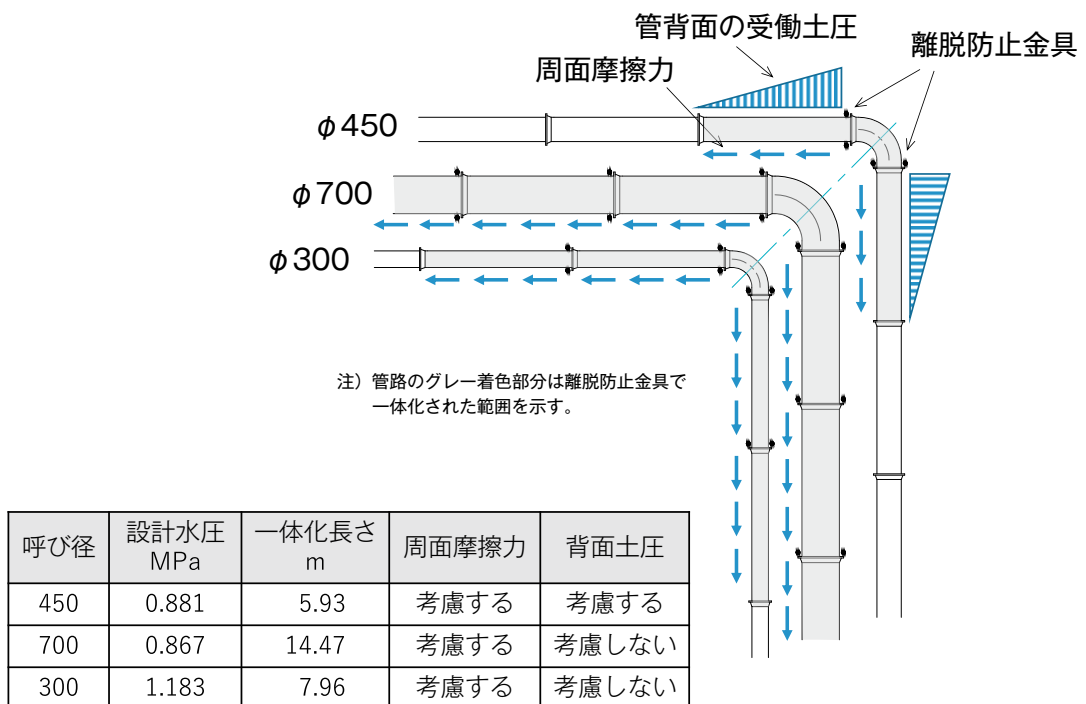 管背面の受働土圧
離脱防止金具
周面摩擦力
φ450
φ700
φ300
注）管路のグレー着色部分は離脱防止金具で
一体化された範囲を示す。
呼び径 設計水圧 MPa 一体化長さ m 周面摩擦力 背面土圧
450 0.881 5.93 考慮する 考慮する
700 0.867 14.47 考慮する 考慮しない
300 1.183 7.96 考慮する 考慮しない